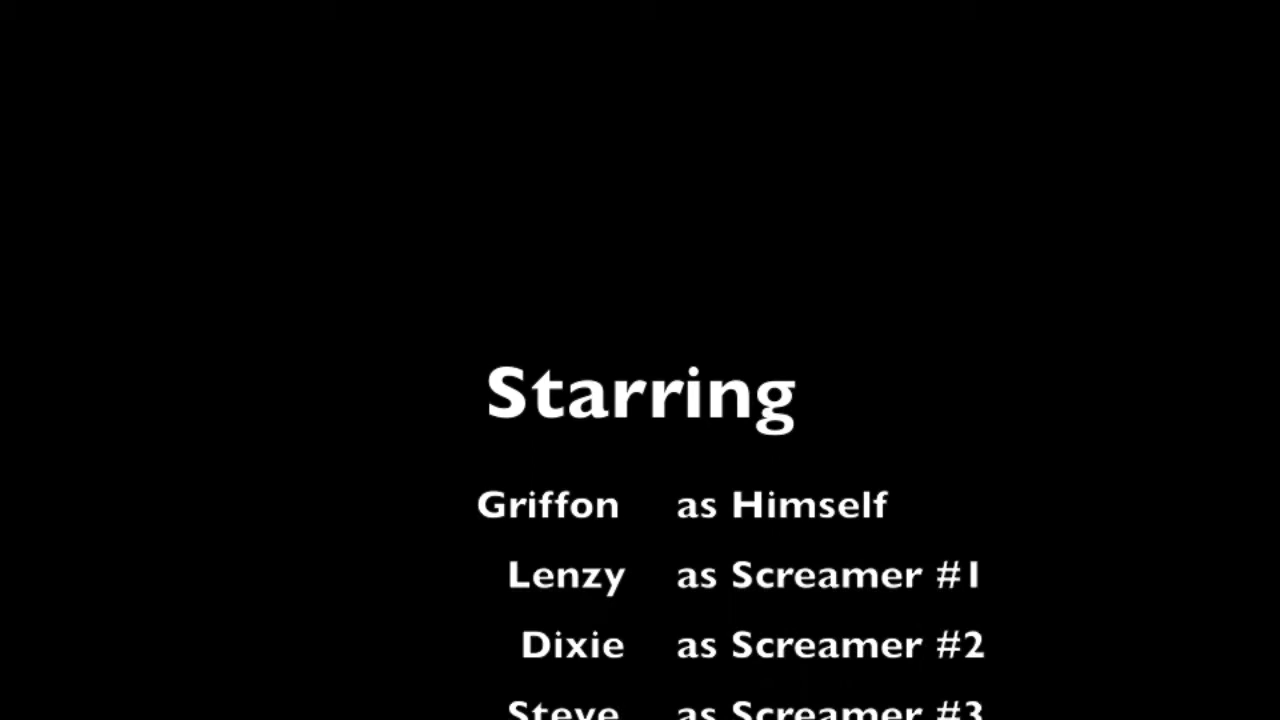 Starring
Griffon as Himself
Lenzy as Screamer #1
Dixie as Screamer #2
Steve as Screamer #3